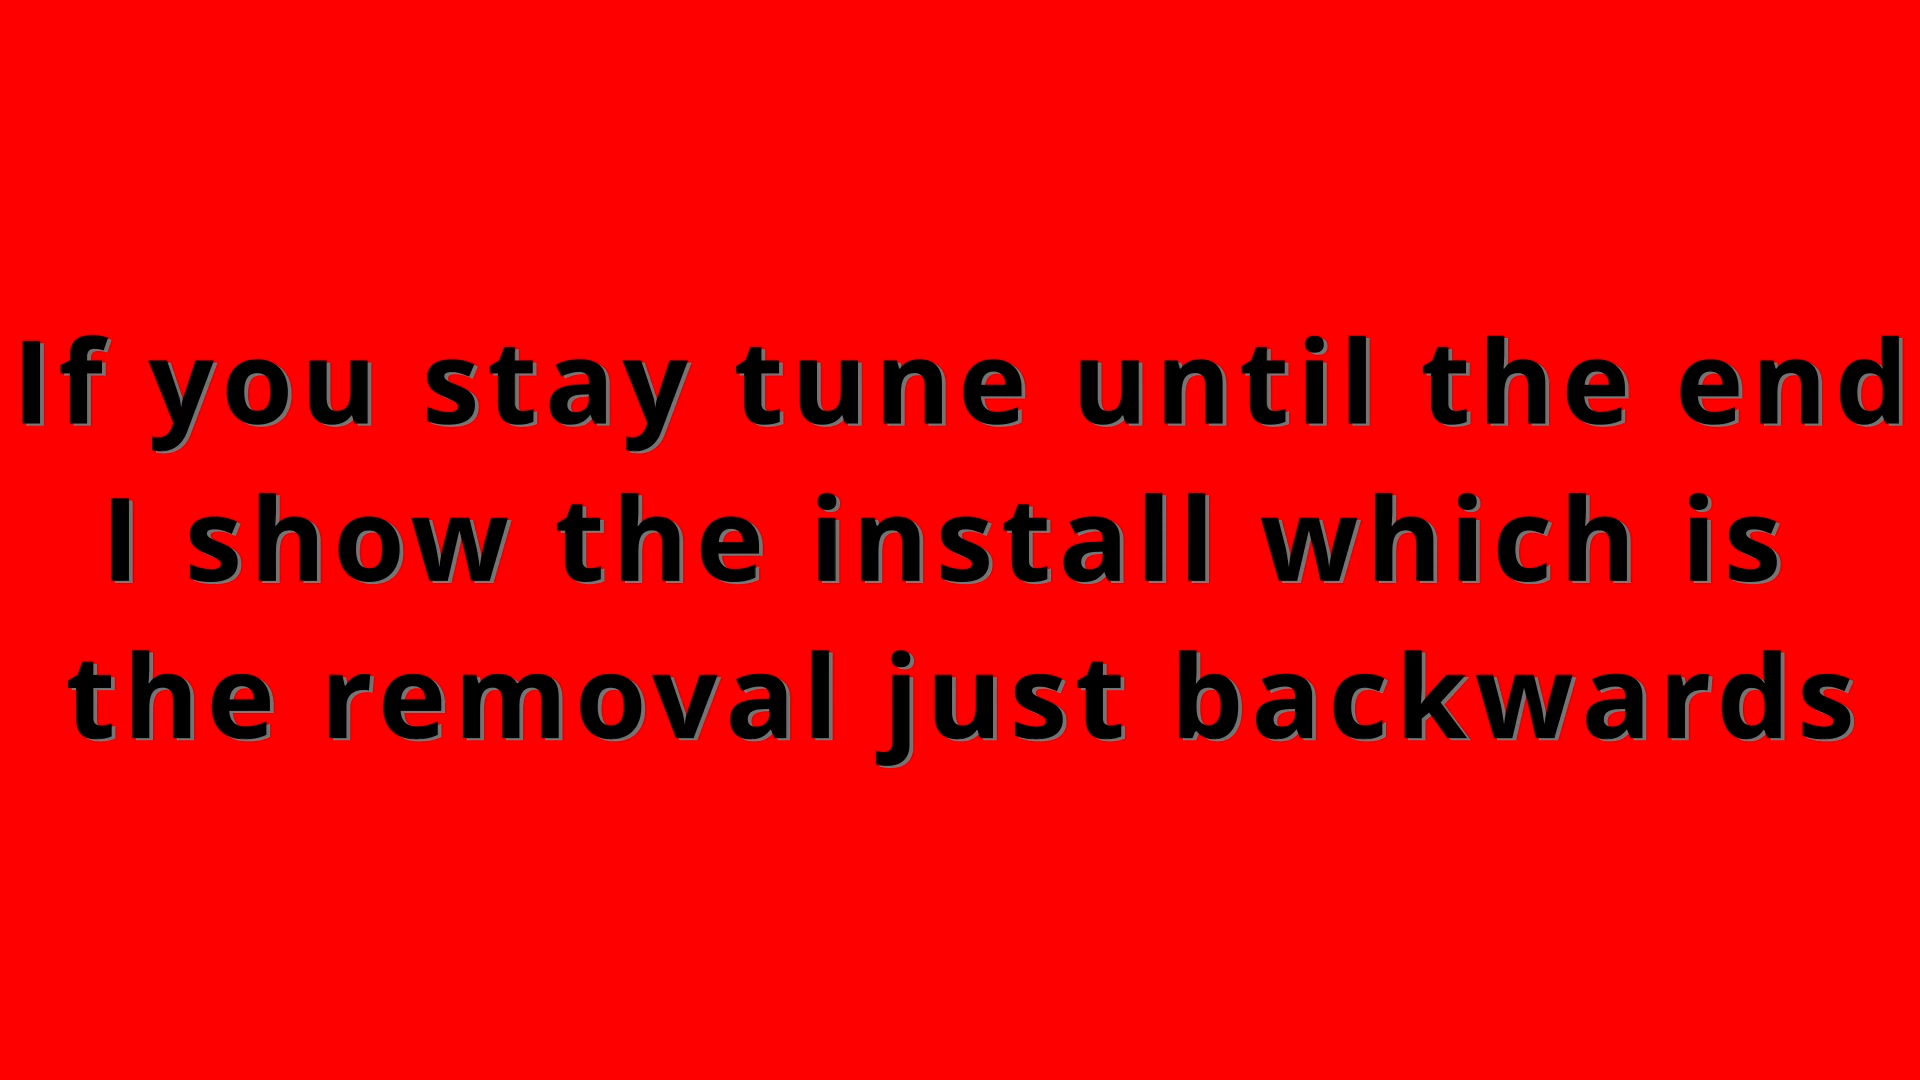 If you stay tune until the end
I show the install which is
the removal just backwards